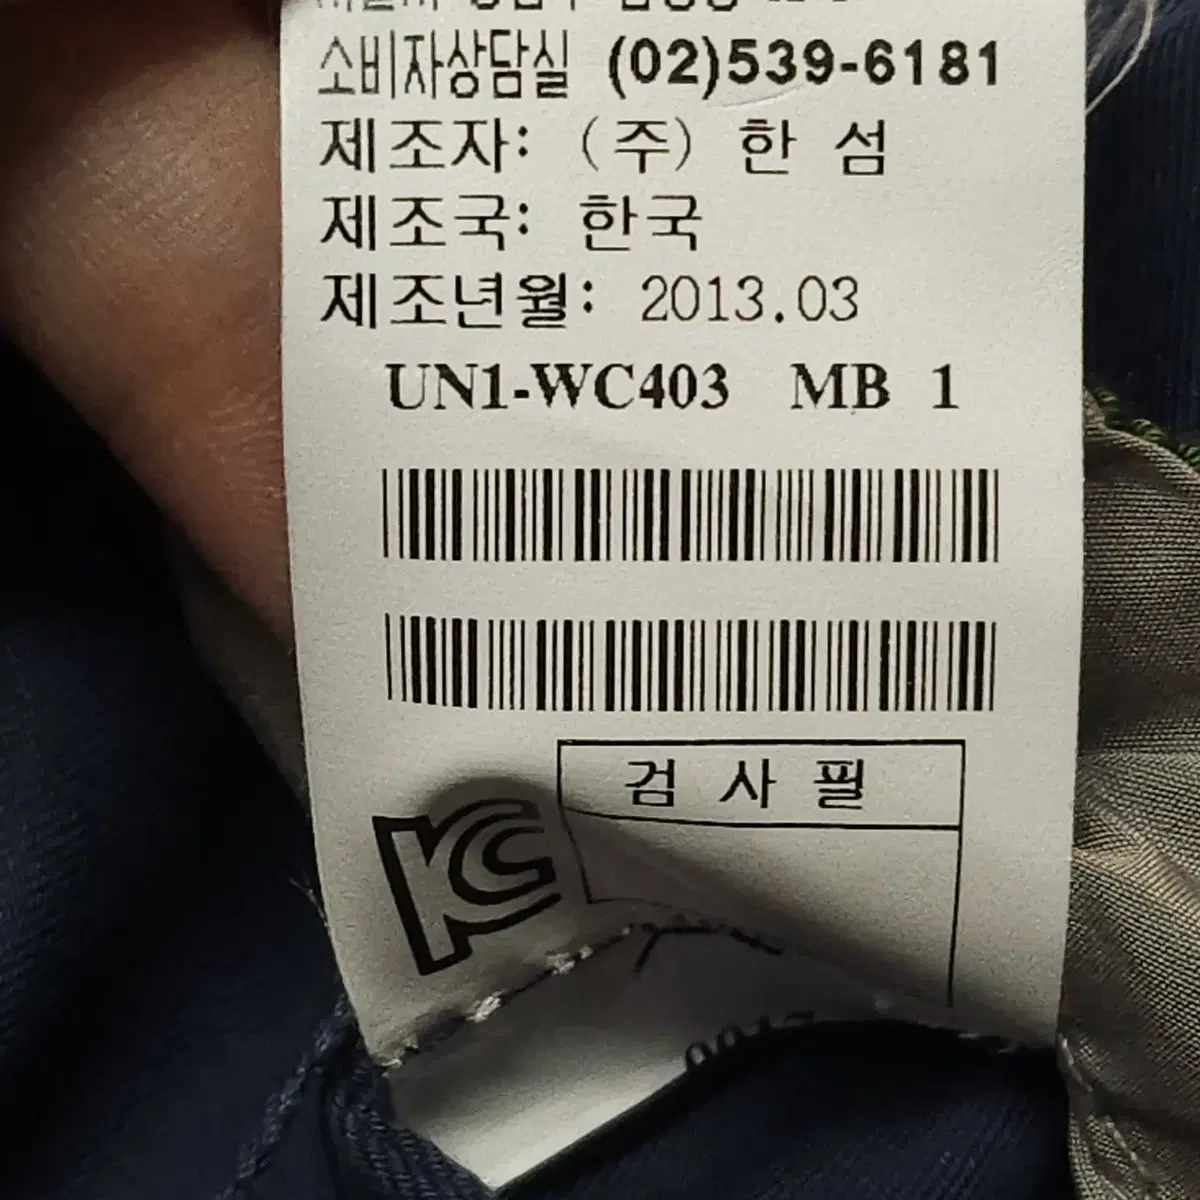 소비자상담실 (02)539-6181
제조자: (주) 한 섬
제조국: 한국
제조년월: 2013.03
UN1-WC403 MB 1
검 사 필
KC